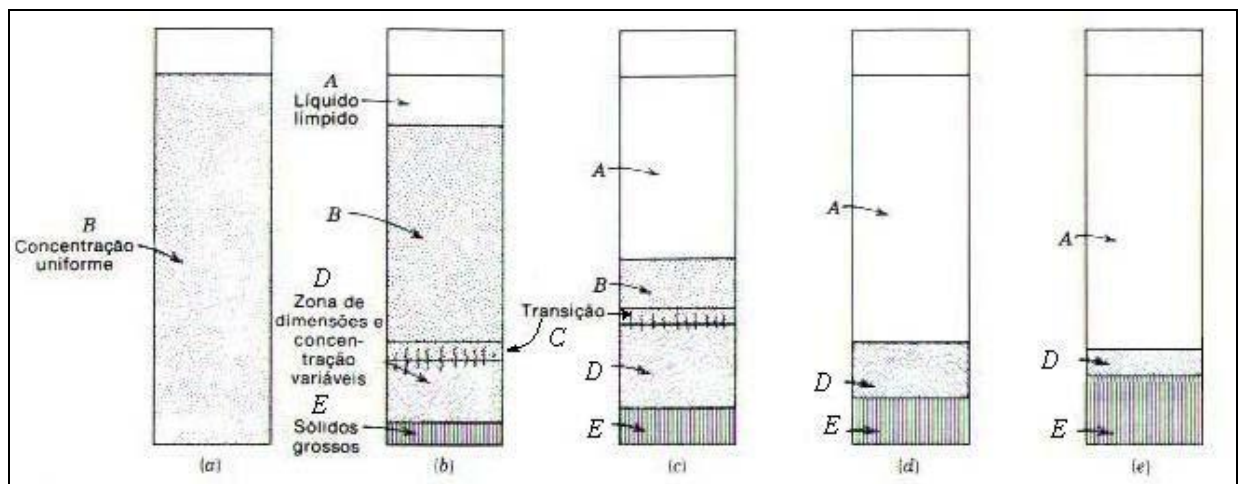 B
Concentração
uniforme
(a)
A
Líquido
límpido
B
D
Zona de
dimensões e
concen-
tração
variáveis
E
Sólidos
grossos
(b)
Transição
C
A
B
D
E
(c)
A
D
E
(d)
A
D
E
(e)